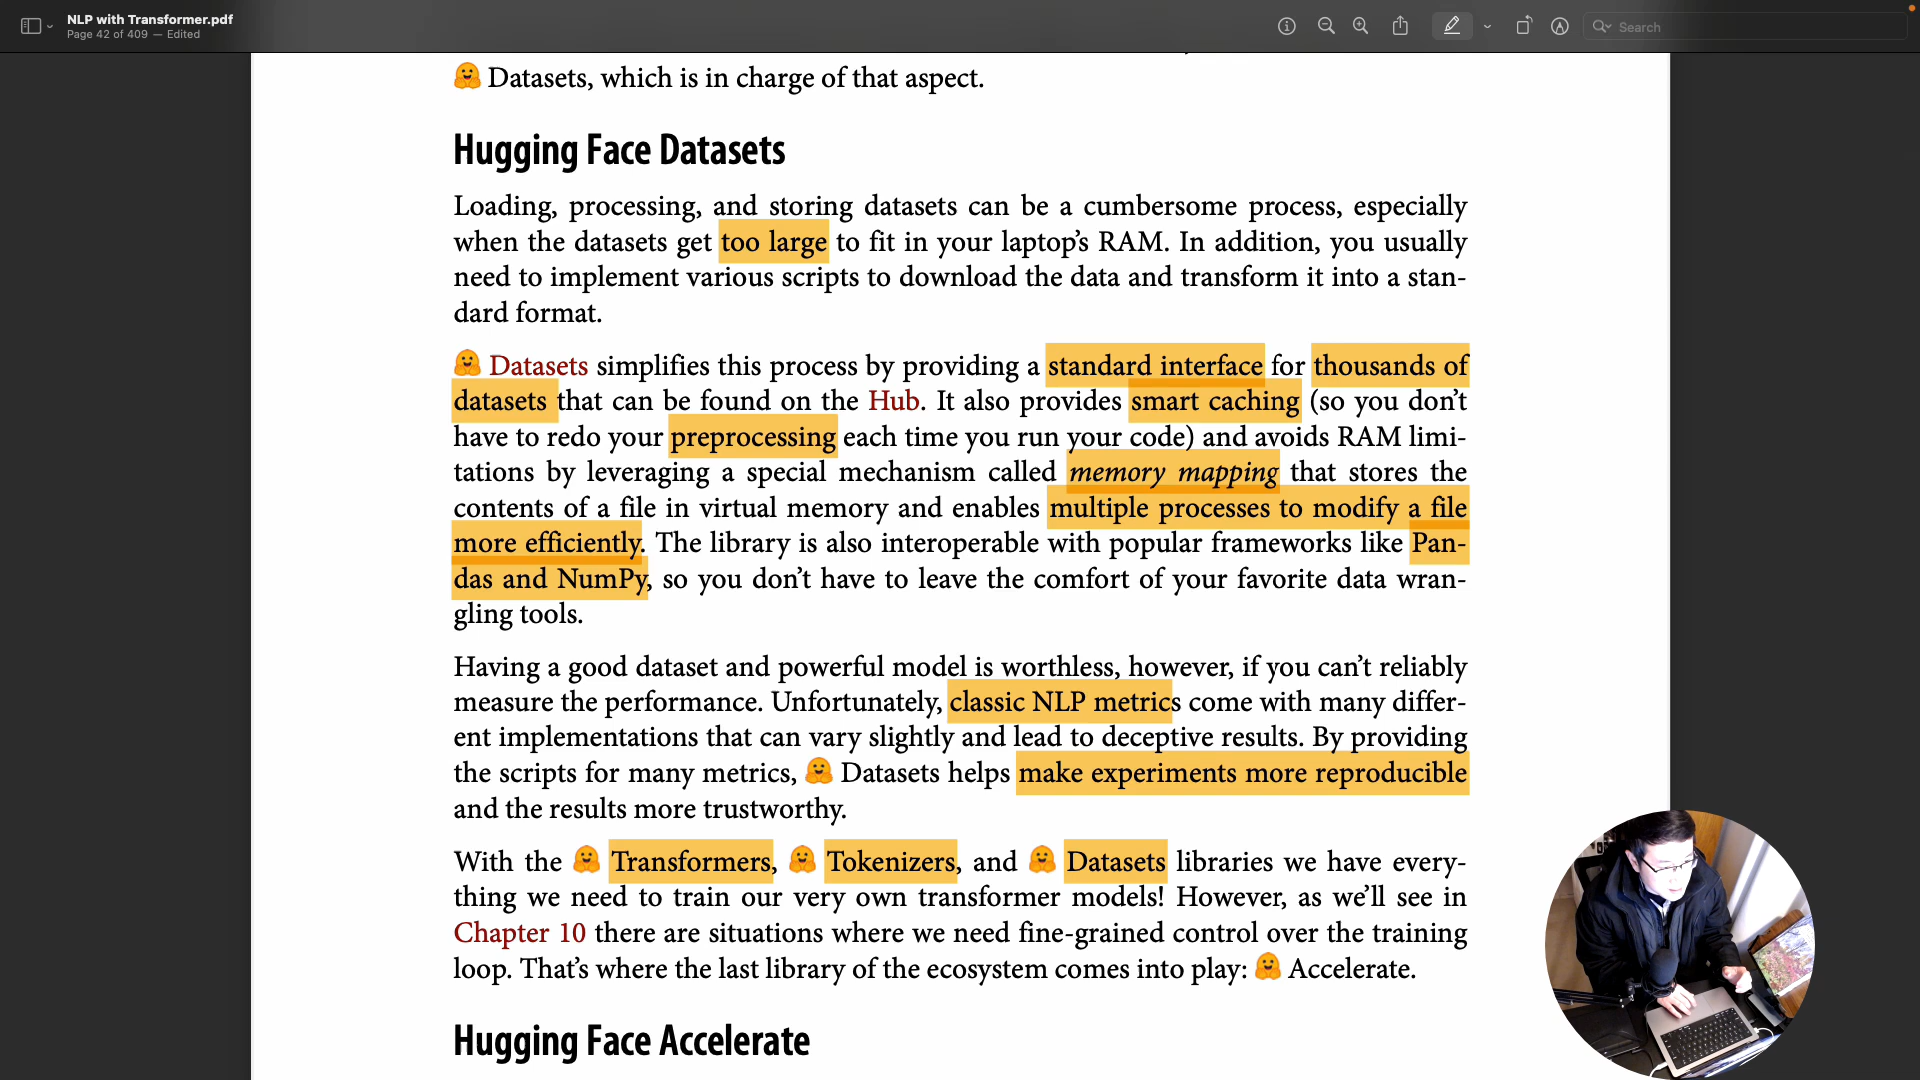 NLP with Transformer.pdf
Page 42 of 409 — Edited
Search
Datasets, which is in charge of that aspect.
Hugging Face Datasets
Loading, processing, and storing datasets can be a cumbersome process, especially
when the datasets get too large to fit in your laptop’s RAM. In addition, you usually
need to implement various scripts to download the data and transform it into a stan-
dard format.
🤗 Datasets simplifies this process by providing a standard interface for thousands of
datasets that can be found on the Hub. It also provides smart caching (so you don’t
have to redo your preprocessing each time you run your code) and avoids RAM limi-
tations by leveraging a special mechanism called memory mapping that stores the
contents of a file in virtual memory and enables multiple processes to modify a file
more efficiently. The library is also interoperable with popular frameworks like Pan-
das and NumPy, so you don’t have to leave the comfort of your favorite data wran-
gling tools.
Having a good dataset and powerful model is worthless, however, if you can’t reliably
measure the performance. Unfortunately, classic NLP metrics come with many differ-
ent implementations that can vary slightly and lead to deceptive results. By providing
the scripts for many metrics, 🤗 Datasets helps make experiments more reproducible
and the results more trustworthy.
With the 🤗 Transformers, 🤗 Tokenizers, and 🤗 Datasets libraries we have every-
thing we need to train our very own transformer models! However, as we’ll see in
Chapter 10 there are situations where we need fine-grained control over the training
loop. That’s where the last library of the ecosystem comes into play: 🤗 Accelerate.
Hugging Face Accelerate